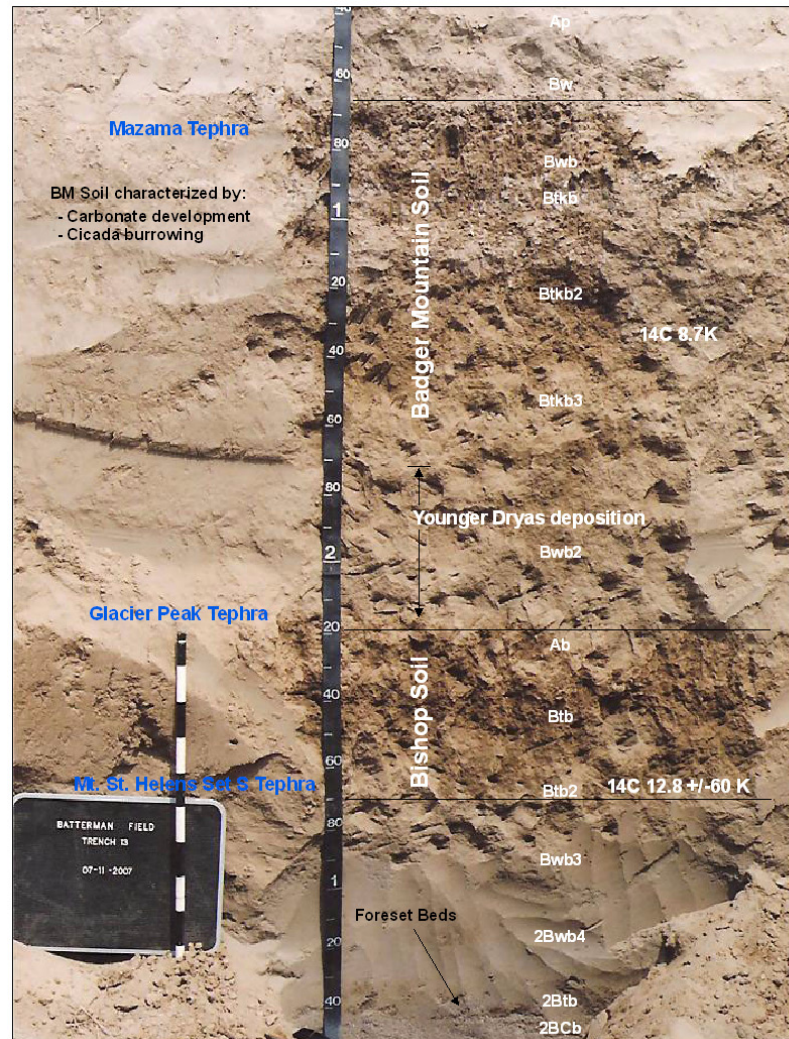 Ap
60
Bw
Mazama Tephra
80
Bwb
BM Soil characterized by:
- Carbonate development
- Cicada burrowing
Btkb
1
Badger Mountain Soil
20
Btkb2
14C 8.7K
40
Btkb3
60
80
Younger Dryas deposition
2
Bwb2
Glacier Peak Tephra
20
Ab
Bishop Soil
40
Btb
60
Mt. St. Helens Set S Tephra
Btb2
14C 12.8 +/-60 K
80
BATTERMAN FIELD
TRENCH 13
07-11-2007
Bwb3
1
Foreset Beds
20
2Bwb4
2Btb
40
2BCb